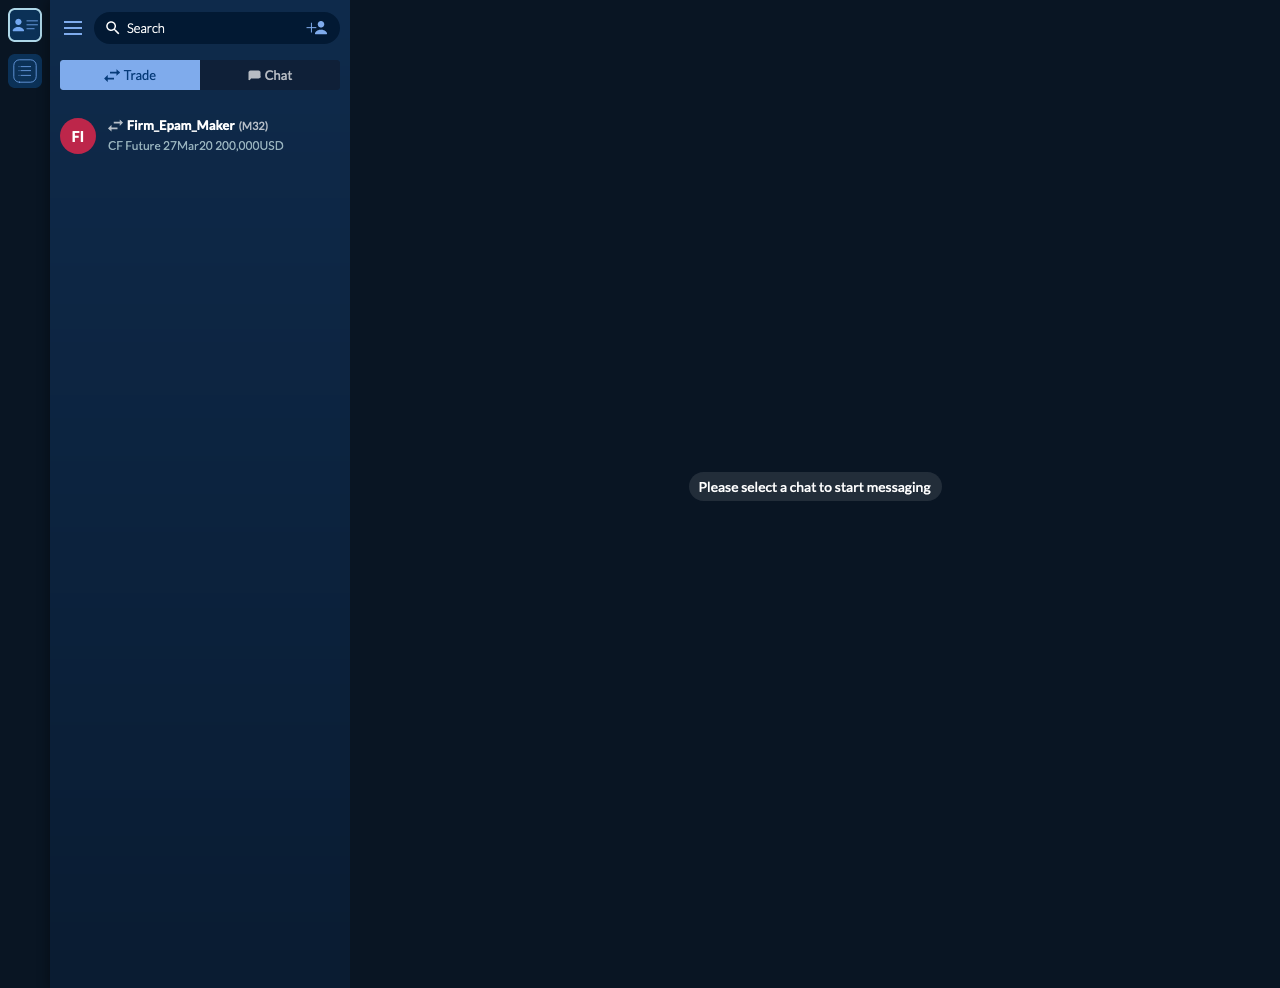 Search
Trade
Chat
FI
Firm_Epam_Maker (M32)
CF Future 27Mar20 200,000USD
Please select a chat to start messaging